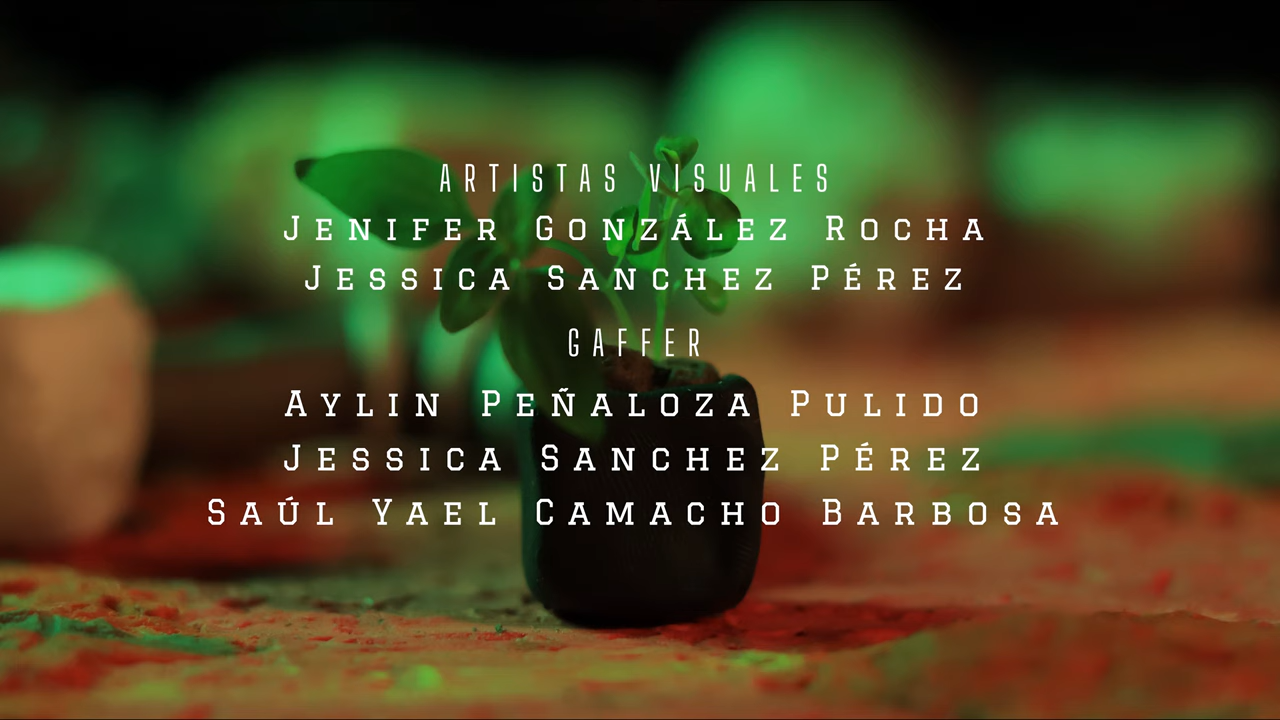 ARTISTAS VISUALES
JENIFER GONZÁLEZ ROCHA
JESSICA SANCHEZ PÉREZ
GAFFER
AYLIN PEÑALOZA PULIDO
JESSICA SANCHEZ PÉREZ
SAÚL YAEL CAMACHO BARBOSA